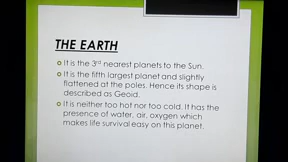 THE EARTH
It is the 3rd nearest planets to the Sun.
It is the fifth largest planet and slightly
flattened at the poles. Hence its shape is
described as Geoid.
It is neither too hot nor too cold. It has the
presence of water, air, oxygen which
makes life survival easy on this planet.